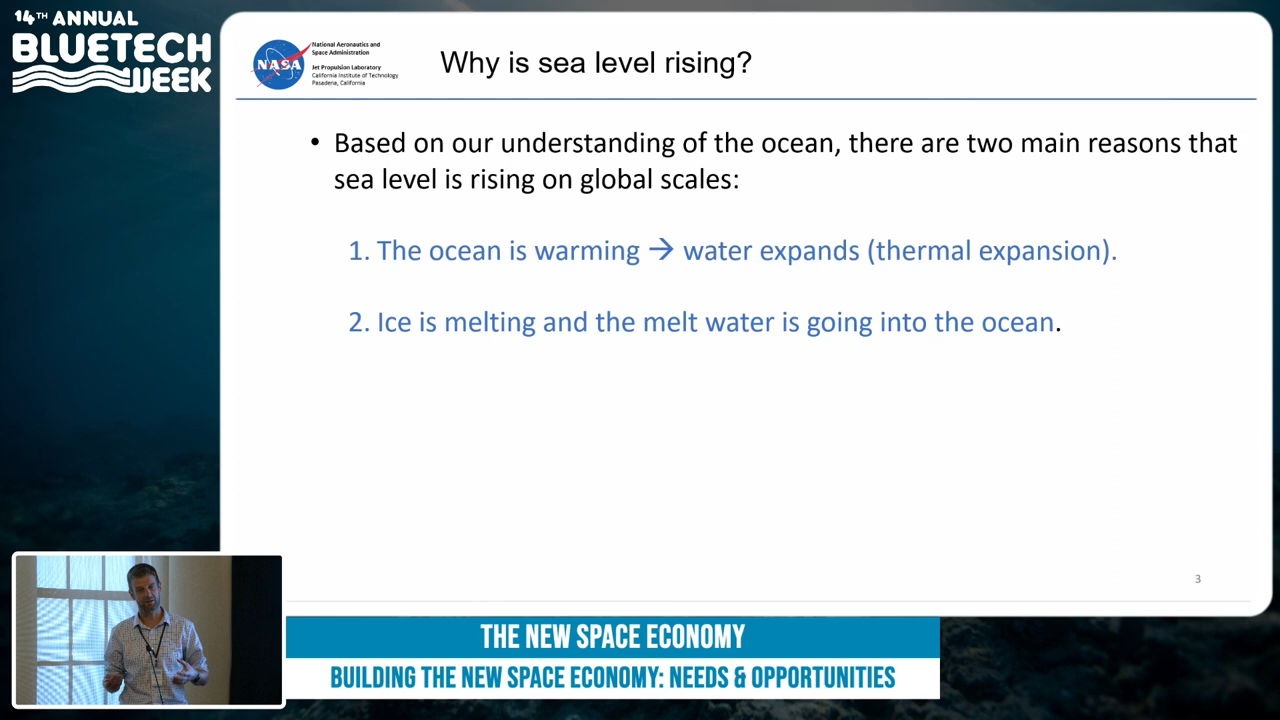 14TH ANNUAL
BLUETECH
WEEK
NASA
National Aeronautics and
Space Administration
Jet Propulsion Laboratory
California Institute of Technology
Pasadena, California
Why is sea level rising?
• Based on our understanding of the ocean, there are two main reasons that
sea level is rising on global scales:
1. The ocean is warming → water expands (thermal expansion).
2. Ice is melting and the melt water is going into the ocean.
3
THE NEW SPACE ECONOMY
BUILDING THE NEW SPACE ECONOMY: NEEDS & OPPORTUNITIES